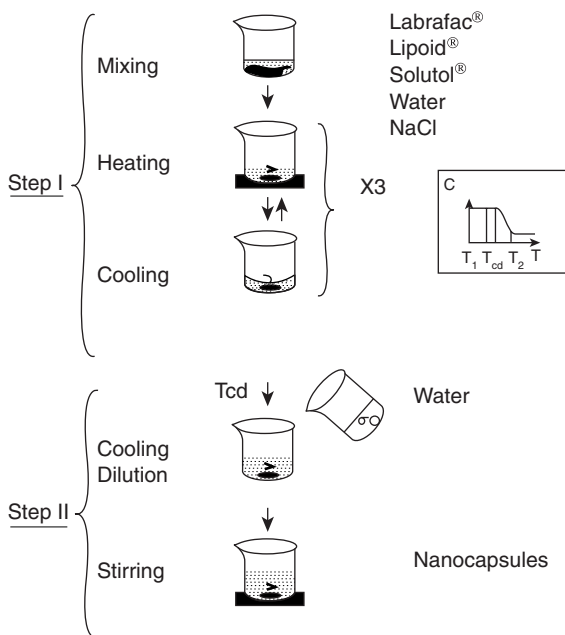 Labrafac®
Lipoid®
Mixing
Solutol®
Water
NaCl
Heating
Step I
X3
C
T1 Tcd T2 T
Cooling
Tcd
Water
Cooling
Dilution
Step II
Stirring
Nanocapsules